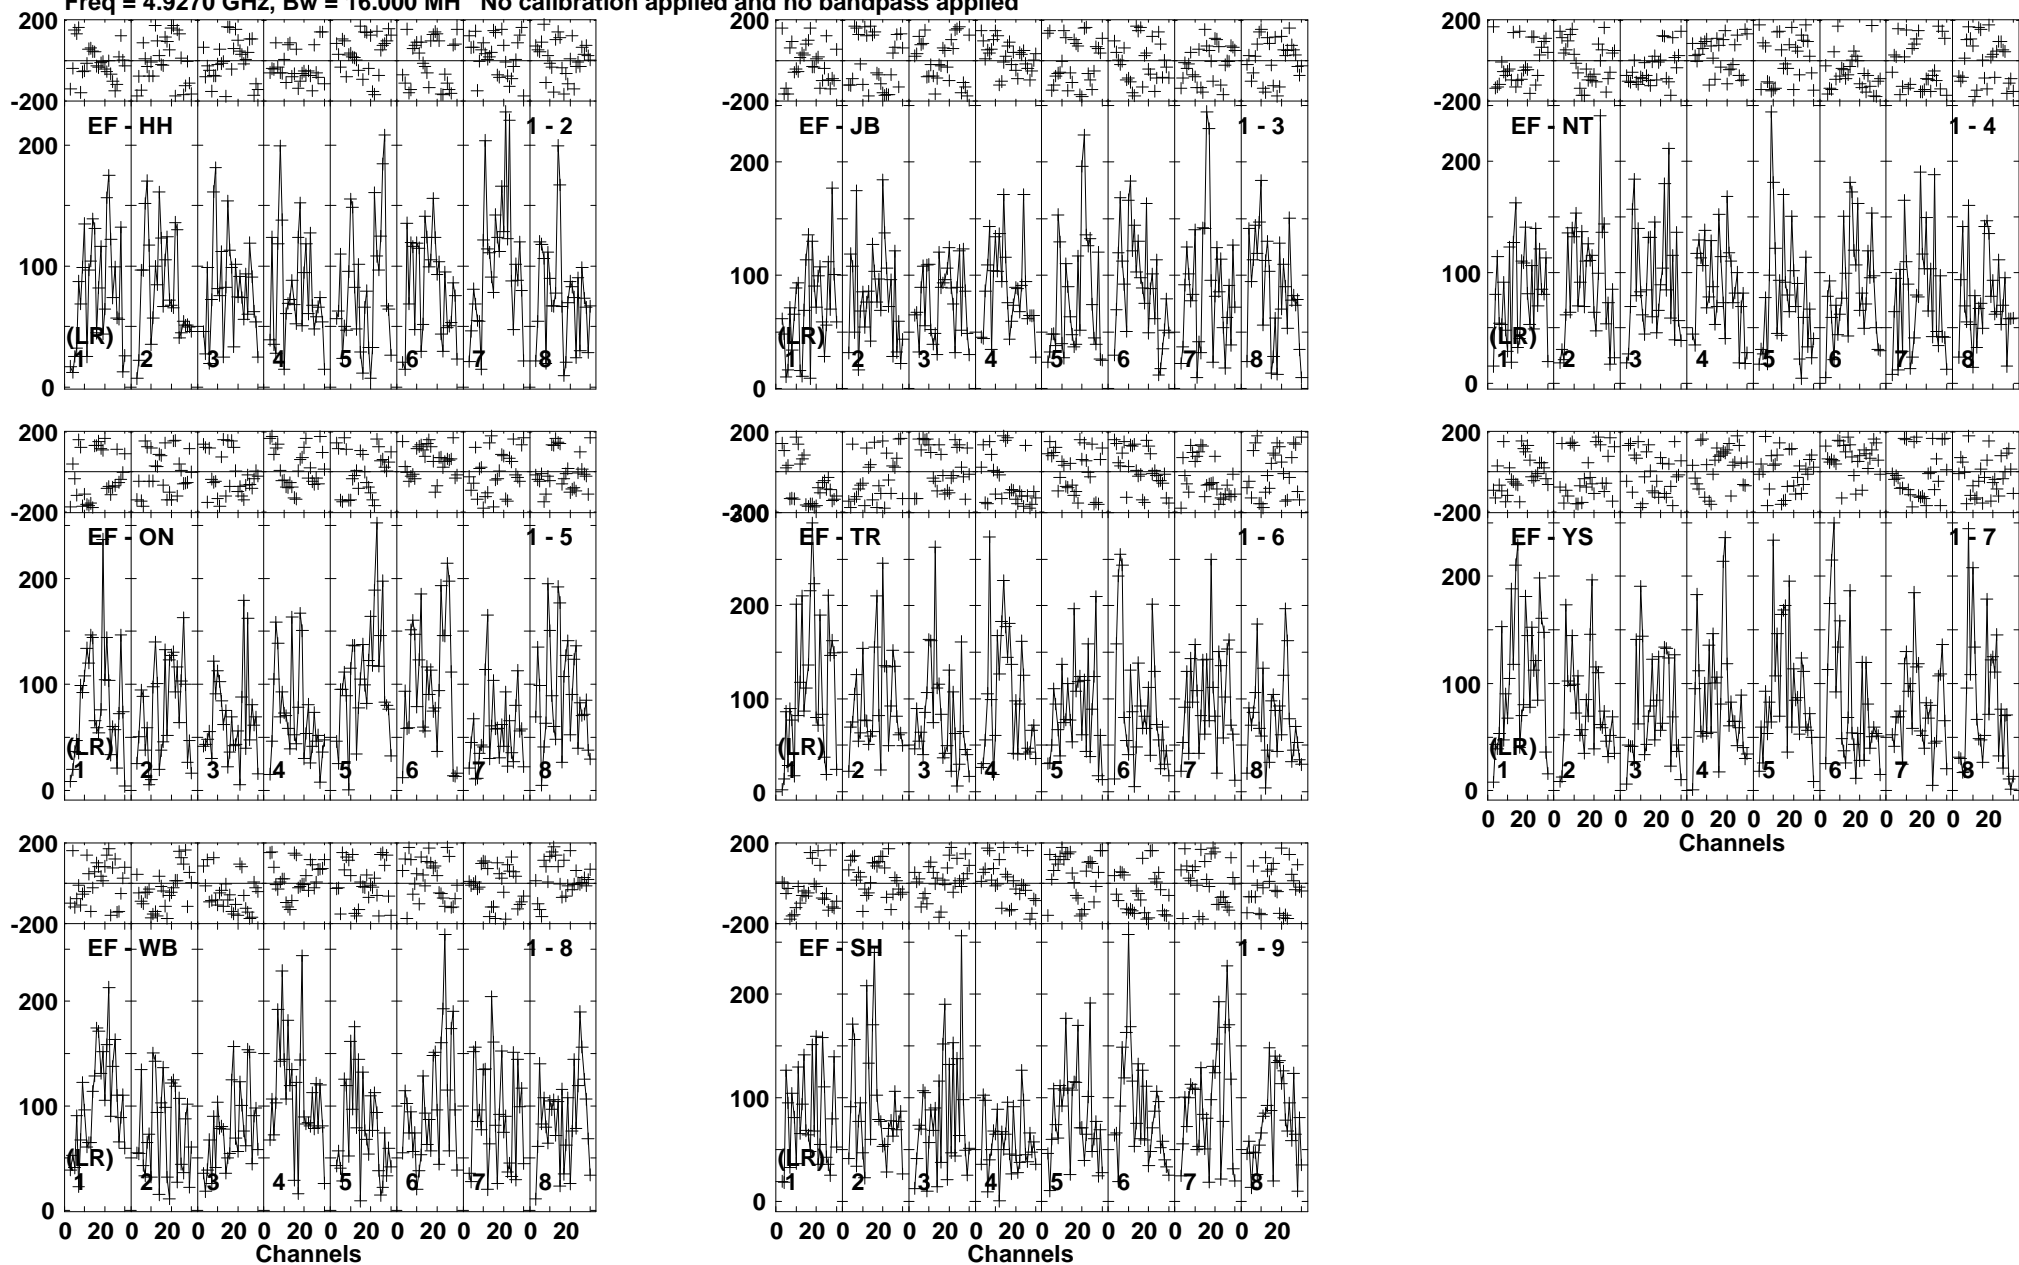 Freq = 4.9270 GHz, Bw = 16.000 MH No calibration applied and no bandpass applied
200 200 200
-200 -200 -200
EF - HH 1 - 2 EF - JB 1 - 3 EF - NT 1 - 4
200 200 200
100 100 100
(LR) (LR) (LR)
1 2 3 4 5 6 7 8 1 2 3 4 5 6 7 8 1 2 3 4 5 6 7 8
0 0 0
200 200 200
-200 -200 -200
300
EF - ON 1 - 5 EF - TR 1 - 6 EF - YS 1 - 7
200 200 200
100 100 100
(LR) (LR)
1 2 3 4 5 6 7 8 1 2 3 4 5 6 7 8 1 2 3 4 5 6 7 8
0 0 0
0 20 0 20 0 20 0 20 0 20 0 20 0 20 0 20
Channels
200 200
-200 -200
EF - WB 1 - 8 EF - SH 1 - 9
200 200
100 100
(LR) (LR)
1 2 3 4 5 6 7 8 1 2 3 4 5 6 7 8
0 0
0 20 0 20 0 20 0 20 0 20 0 20 0 20 0 20 0 20 0 20 0 20 0 20 0 20 0 20 0 20 0 20
Channels Channels